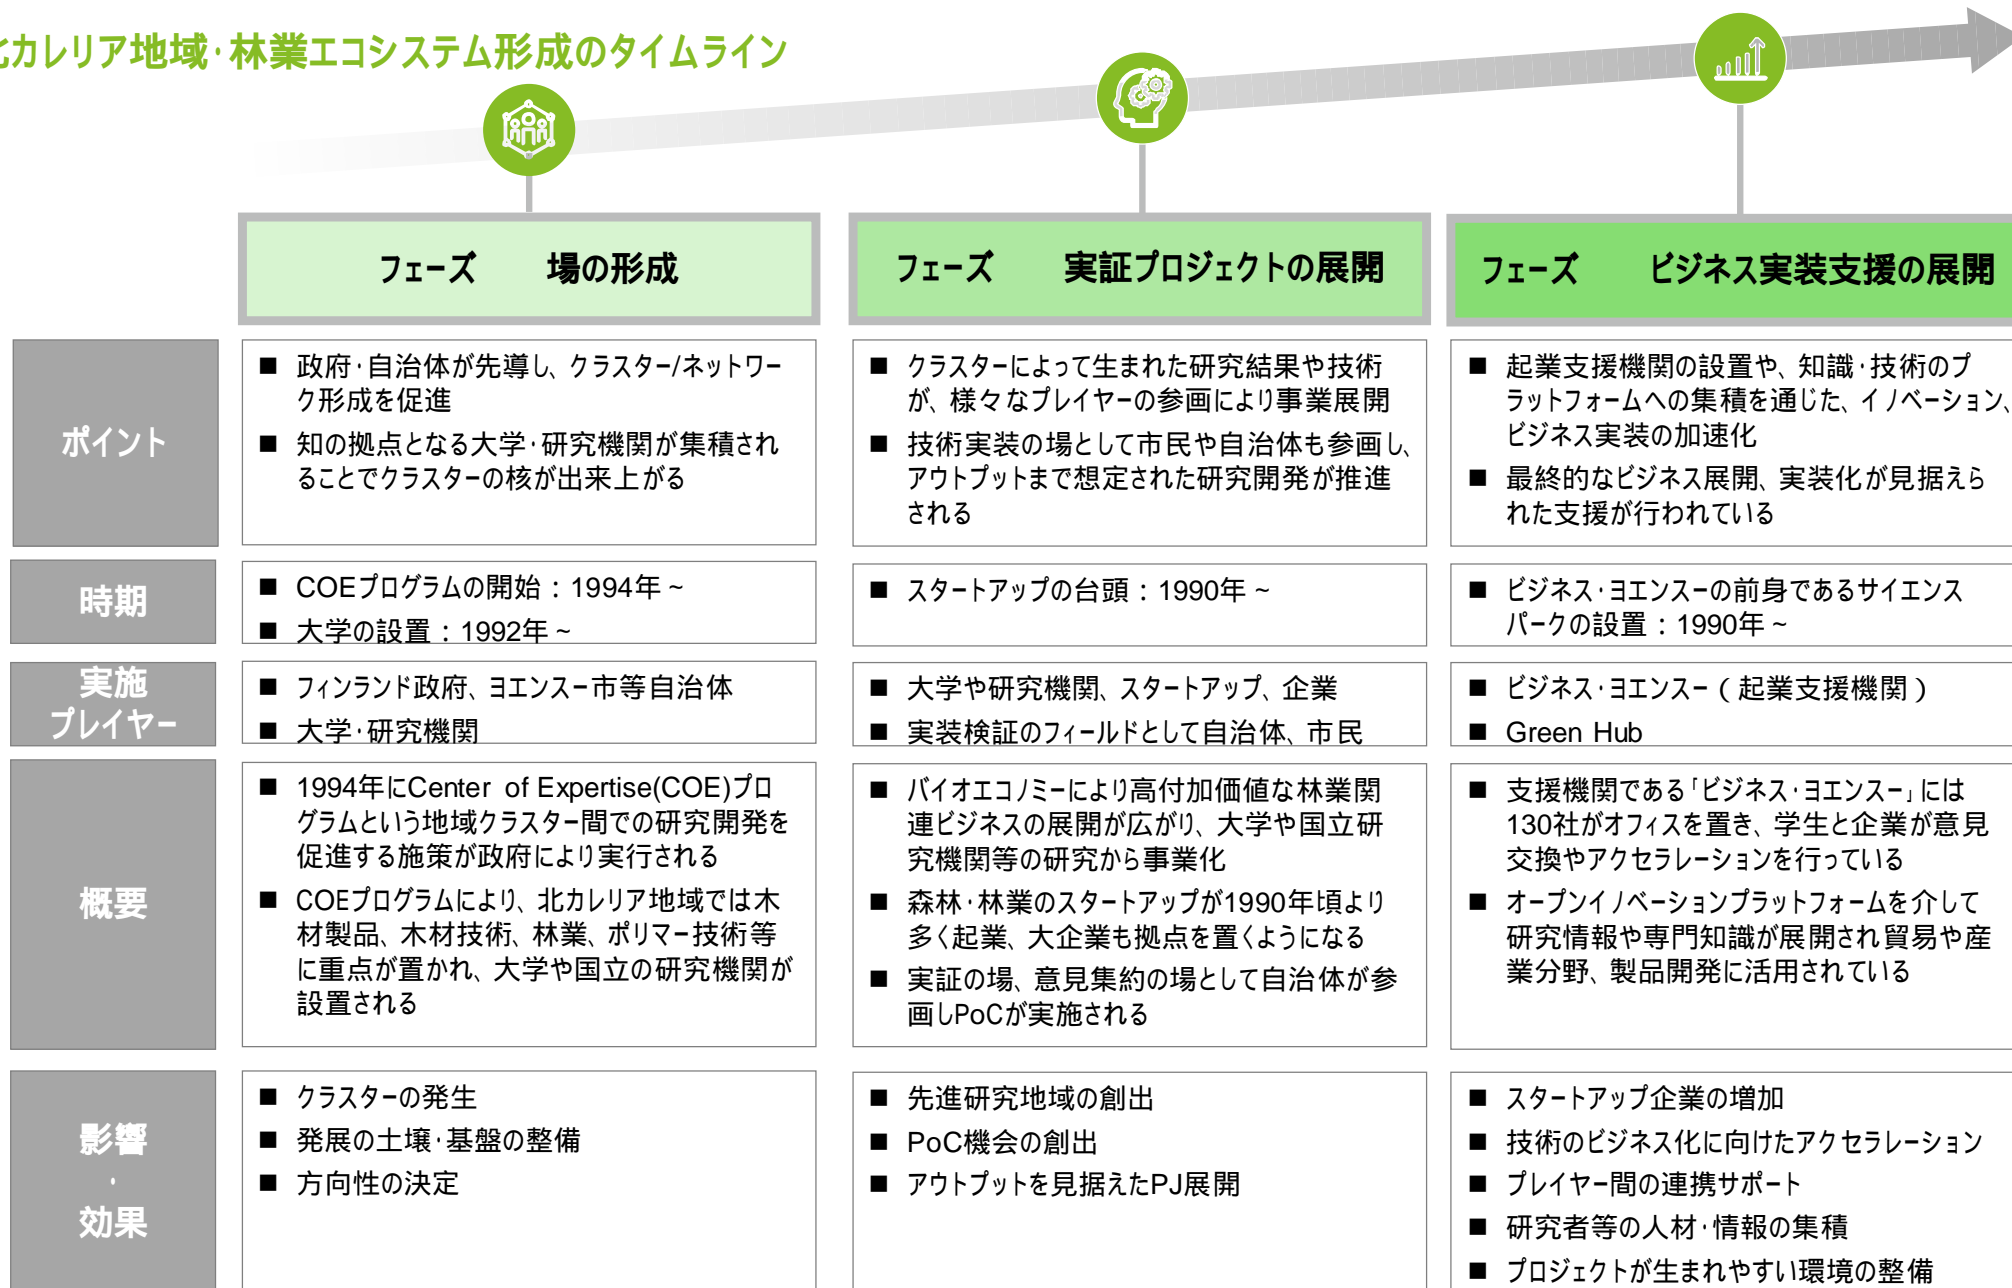 北カレリア地域・林業エコシステム形成のタイムライン
フェーズ 場の形成
フェーズ 実証プロジェクトの展開
フェーズ ビジネス実装支援の展開
ポイント
■ 政府・自治体が先導し、クラスター/ネットワー
ク形成を促進
■ 知の拠点となる大学・研究機関が集積され
ることでクラスターの核が出来上がる
■ クラスターによって生まれた研究結果や技術
が、様々なプレイヤーの参画により事業展開
■ 技術実装の場として市民や自治体も参画し、
アウトプットまで想定された研究開発が推進
される
■ 起業支援機関の設置や、知識・技術のプ
ラットフォームへの集積を通じた、イノベーション、
ビジネス実装の加速化
■ 最終的なビジネス展開、実装化が見据えら
れた支援が行われている
時期
■ COEプログラムの開始：1994年~
■ 大学の設置：1992年~
■ スタートアップの台頭：1990年~
■ ビジネス・ヨエンスーの前身であるサイエンス
パークの設置：1990年~
実施
プレイヤー
■ フィンランド政府、ヨエンスー市等自治体
■ 大学・研究機関
■ 大学や研究機関、スタートアップ、企業
■ 実装検証のフィールドとして自治体、市民
■ ビジネス・ヨエンスー（起業支援機関）
■ Green Hub
概要
■ 1994年にCenter of Expertise(COE)プロ
グラムという地域クラスター間での研究開発を
促進する施策が政府により実行される
■ COEプログラムにより、北カレリア地域では木
材製品、木材技術、林業、ポリマー技術等
に重点が置かれ、大学や国立の研究機関が
設置される
■ バイオエコノミーにより高付加価値な林業関
連ビジネスの展開が広がり、大学や国立研
究機関等の研究から事業化
■ 森林・林業のスタートアップが1990年頃より
多く起業、大企業も拠点を置くようになる
■ 実証の場、意見集約の場として自治体が参
画しPoCが実施される
■ 支援機関である「ビジネス・ヨエンスー」には
130社がオフィスを置き、学生と企業が意見
交換やアクセラレーションを行っている
■ オープンイノベーションプラットフォームを介して
研究情報や専門知識が展開され貿易や産
業分野、製品開発に活用されている
影響
・
効果
■ クラスターの発生
■ 発展の土壌・基盤の整備
■ 方向性の決定
■ 先進研究地域の創出
■ PoC機会の創出
■ アウトプットを見据えたPJ展開
■ スタートアップ企業の増加
■ 技術のビジネス化に向けたアクセラレーション
■ プレイヤー間の連携サポート
■ 研究者等の人材・情報の集積
■ プロジェクトが生まれやすい環境の整備